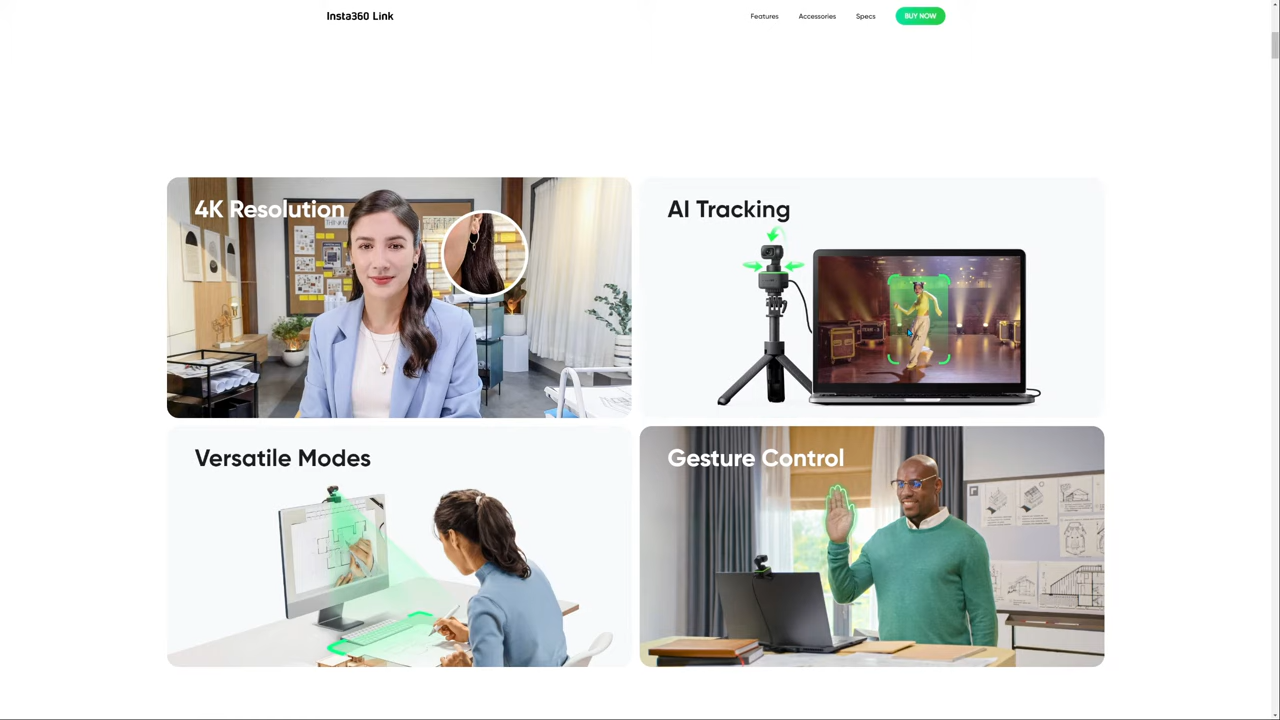 Insta360 Link
Features
Accessories
Specs
BUY NOW
4K Resolution
AI Tracking
Versatile Modes
Gesture Control